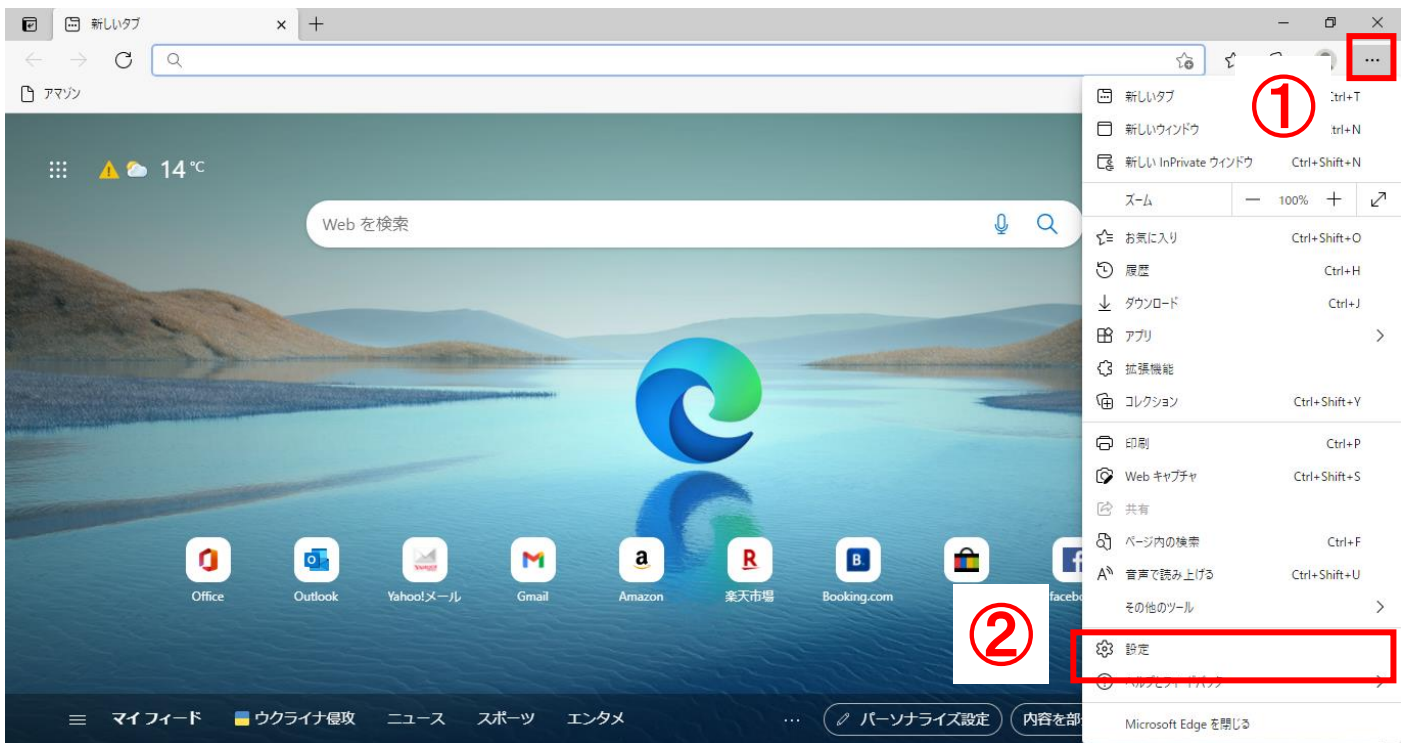 新しいタブ
アマゾン
①
新しいタブ
新しいウィンドウ
新しい InPrivate ウィンドウ Ctrl+Shift+N
ズーム 100%
14 ℃
Web を検索
お気に入り Ctrl+Shift+O
履歴 Ctrl+H
ダウンロード Ctrl+J
アプリ
拡張機能
コレクション Ctrl+Shift+Y
印刷 Ctrl+P
Web キャプチャ Ctrl+Shift+S
共有
ページ内の検索 Ctrl+F
音声で読み上げる Ctrl+Shift+U
その他のツール
Office Outlook Yahoo!メール Gmail Amazon 楽天市場 Booking.com
②
設定
マイ フィード ウクライナ侵攻 ニュース スポーツ エンタメ … パーソナライズ設定
Microsoft Edge を閉じる